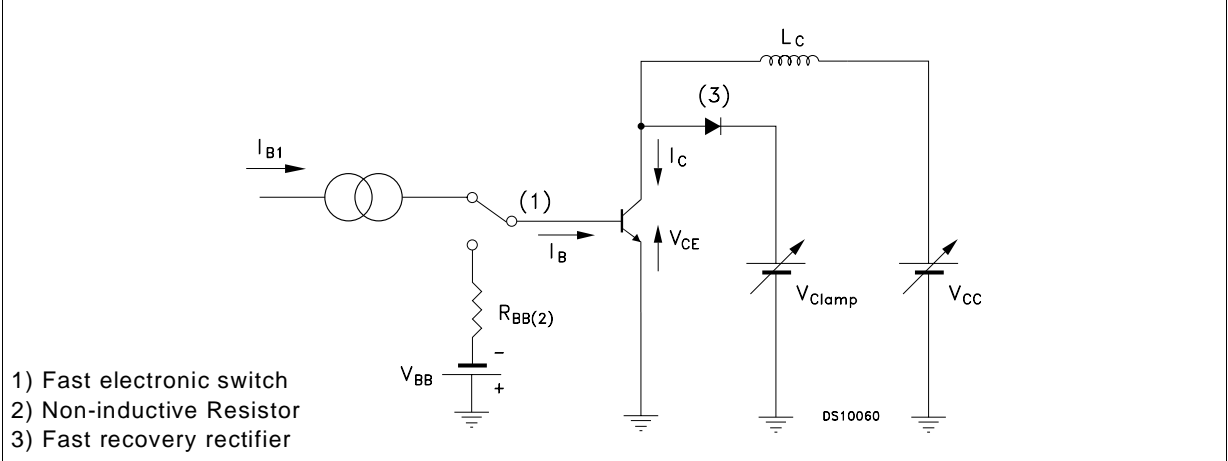 L_C
(3)
I_B1
I_C
(1)
I_B
V_CE
V_Clamp
V_CC
R_BB(2)
−
V_BB
+
DS10060
1) Fast electronic switch
2) Non-inductive Resistor
3) Fast recovery rectifier